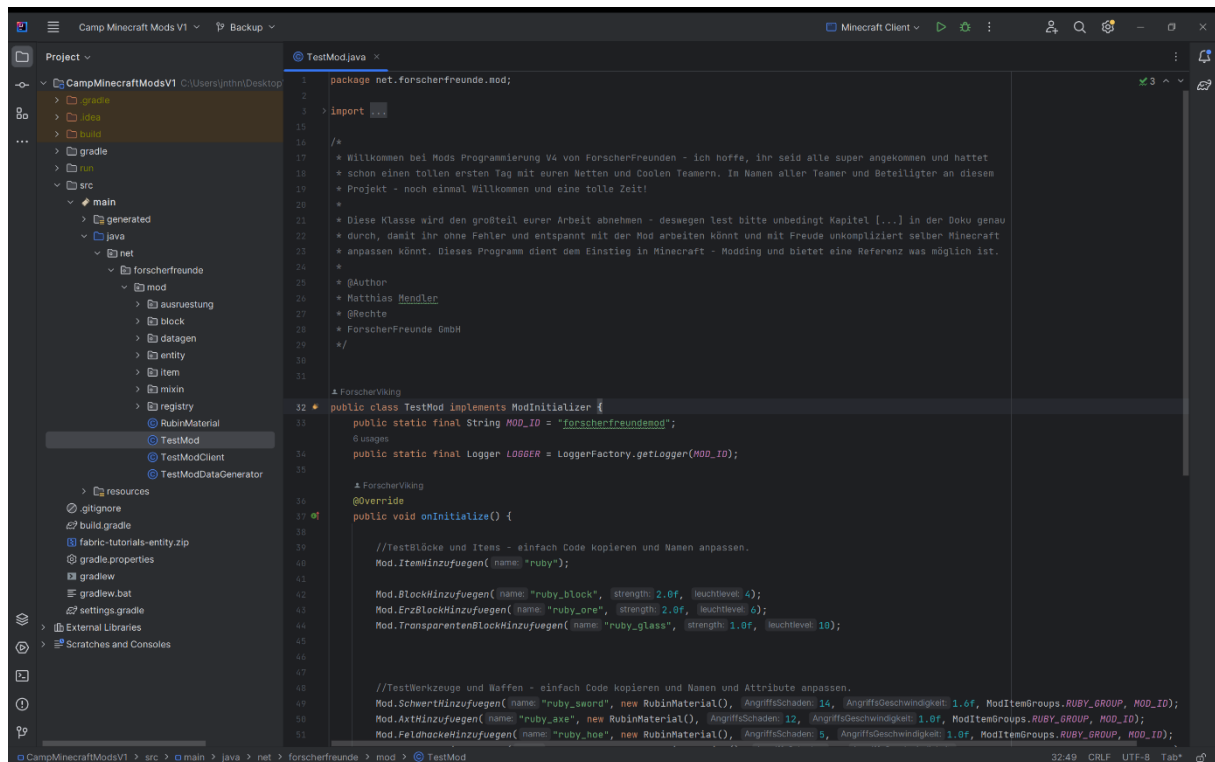 Camp Minecraft Mods V1
Backup
Minecraft Client
Project
TestMod.java
CampMinecraftModsV1 C:\Users\jnthn\Desktop
.gradle
.idea
build
gradle
run
src
main
generated
java
net
forscherfreunde
mod
ausruestung
block
datagen
entity
item
mixin
registry
RubinMaterial
TestMod
TestModClient
TestModDataGenerator
resources
.gitignore
build.gradle
fabric-tutorials-entity.zip
gradle.properties
gradlew
gradlew.bat
settings.gradle
External Libraries
Scratches and Consoles
3
1 package net.forscherfreunde.mod;
2
3 import ...
15
16 /*
17 * Willkommen bei Mods Programmierung V4 von ForscherFreunden - ich hoffe, ihr seid alle super angekommen und hattet
18 * schon einen tollen ersten Tag mit euren Netten und Coolen Teamern. Im Namen aller Teamer und Beteiligter an diesem
19 * Projekt - noch einmal Willkommen und eine tolle Zeit!
20 *
21 * Diese Klasse wird den großteil eurer Arbeit abnehmen - deswegen lest bitte unbedingt Kapitel [...] in der Doku genau
22 * durch, damit ihr ohne Fehler und entspannt mit der Mod arbeiten könnt und mit Freude unkompliziert selber Minecraft
23 * anpassen könnt. Dieses Programm dient dem Einstieg in Minecraft - Modding und bietet eine Referenz was möglich ist.
24 *
25 * @Author
26 * Matthias Mendler
27 * @Rechte
28 * ForscherFreunde GmbH
29 */
30
31
ForscherViking
32 public class TestMod implements ModInitializer {
33 public static final String MOD_ID = "forscherfreundemod";
6 usages
34 public static final Logger LOGGER = LoggerFactory.getLogger(MOD_ID);
35
ForscherViking
36 @Override
37 public void onInitialize() {
38
39 //TestBlöcke und Items - einfach Code kopieren und Namen anpassen.
40 Mod.ItemHinzufuegen( name: "ruby");
41
42 Mod.BlockHinzufuegen( name: "ruby_block", strength: 2.0f, leuchtlevel: 4);
43 Mod.ErzBlockHinzufuegen( name: "ruby_ore", strength: 2.0f, leuchtlevel: 6);
44 Mod.TransparentenBlockHinzufuegen( name: "ruby_glass", strength: 1.0f, leuchtlevel: 10);
45
46
47
48 //TestWerkzeuge und Waffen - einfach Code kopieren und Namen und Attribute anpassen.
49 Mod.SchwertHinzufuegen( name: "ruby_sword", new RubinMaterial(), AngriffsSchaden: 14, AngriffsGeschwindigkeit: 1.6f, ModItemGroups.RUBY_GROUP, MOD_ID);
50 Mod.AxtHinzufuegen( name: "ruby_axe", new RubinMaterial(), AngriffsSchaden: 12, AngriffsGeschwindigkeit: 1.0f, ModItemGroups.RUBY_GROUP, MOD_ID);
51 Mod.FeldhackeHinzufuegen( name: "ruby_hoe", new RubinMaterial(), AngriffsSchaden: 5, AngriffsGeschwindigkeit: 1.0f, ModItemGroups.RUBY_GROUP, MOD_ID);
CampMinecraftModsV1 > src > main > java > net > forscherfreunde > mod > TestMod
32:49 CRLF UTF-8 Tab*